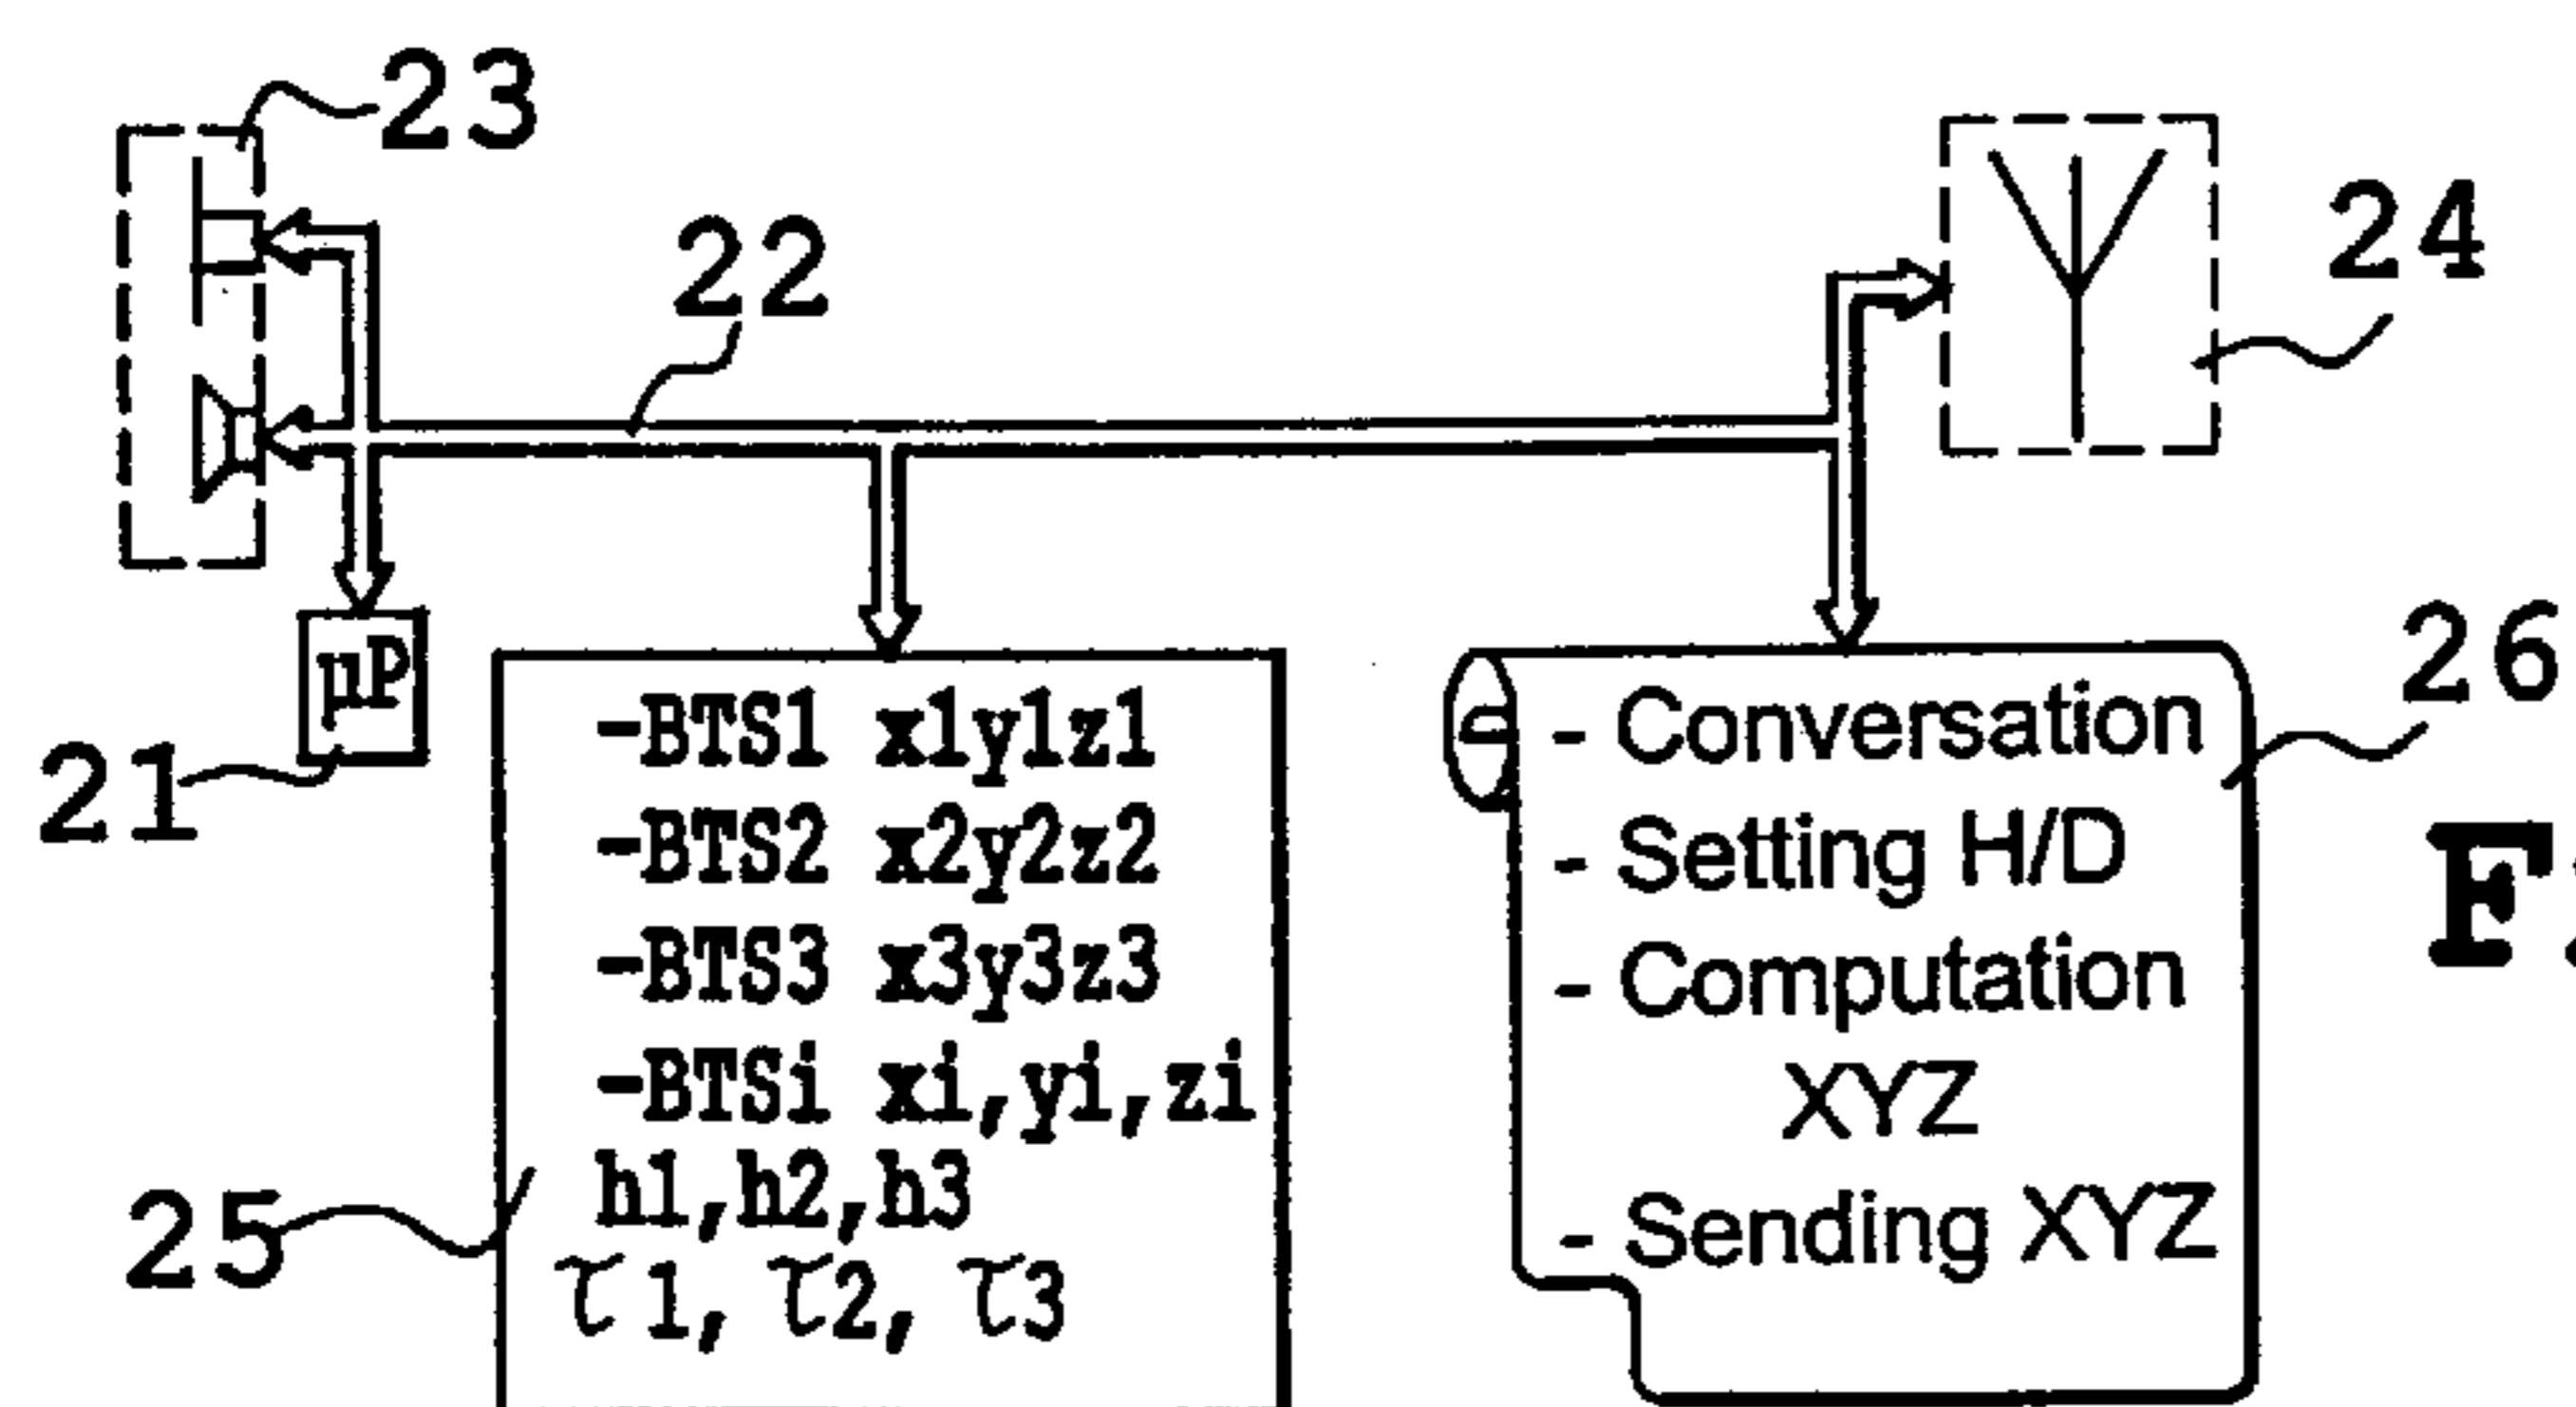 23
22
24
µP
21
-BTS1 x1y1z1
-BTS2 x2y2z2
-BTS3 x3y3z3
-BTSi xi,yi,zi
h1,h2,h3
τ1, τ2, τ3
25
- Conversation
- Setting H/D
- Computation
XYZ
- Sending XYZ
26